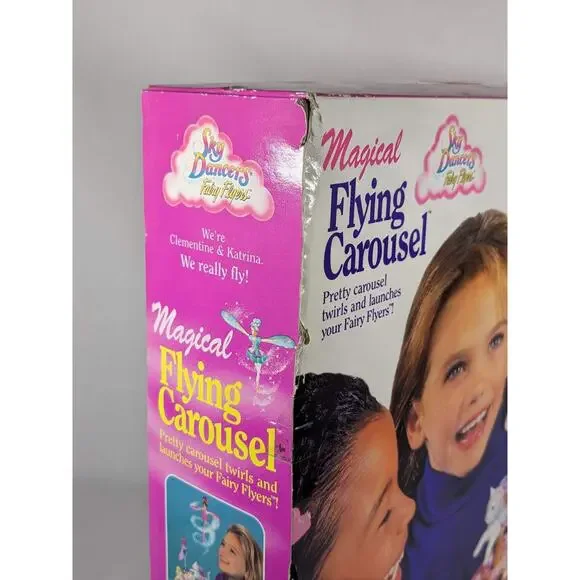 Sky
Dancers
Fairy Flyers
We're
Clementine & Katrina.
We really fly!
Magical
Flying
Carousel™
Pretty carousel twirls and
launches your Fairy Flyers™!
Magical
Flying
Carousel™
Pretty carousel
twirls and launches
your Fairy Flyers™!
Sky
Dancers
Fairy Flyers